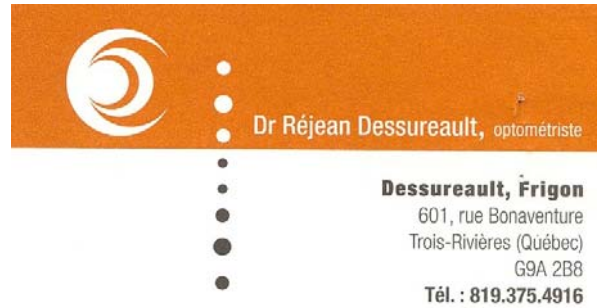 Dr Réjean Dessureault, optométriste
Dessureault, Frigon
601, rue Bonaventure
Trois-Rivières (Québec)
G9A 2B8
Tél. : 819.375.4916